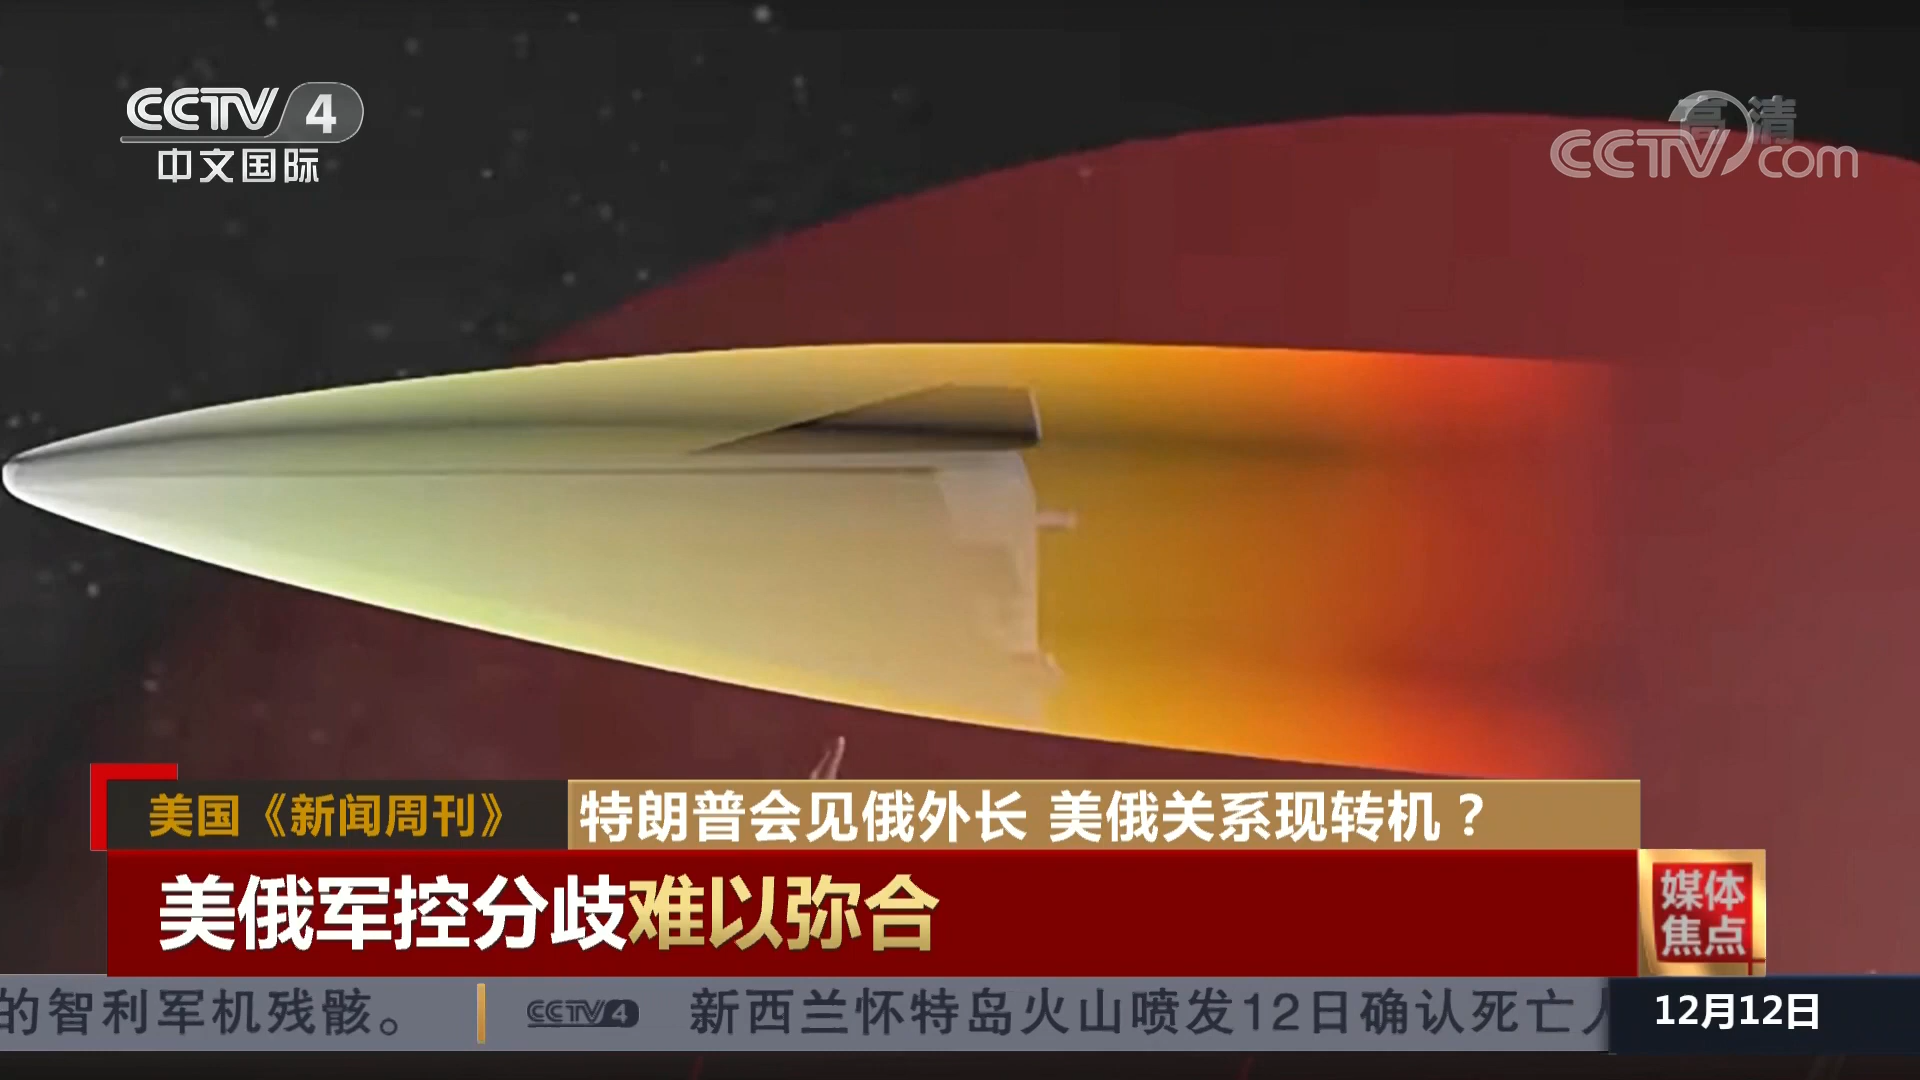 CCTV 4
中文国际
高清
CCTV com
美国《新闻周刊》
特朗普会见俄外长 美俄关系现转机？
美俄军控分歧难以弥合
媒体
焦点
的智利军机残骸。
CCTV 4
新西兰怀特岛火山喷发12日确认死亡人
12月12日